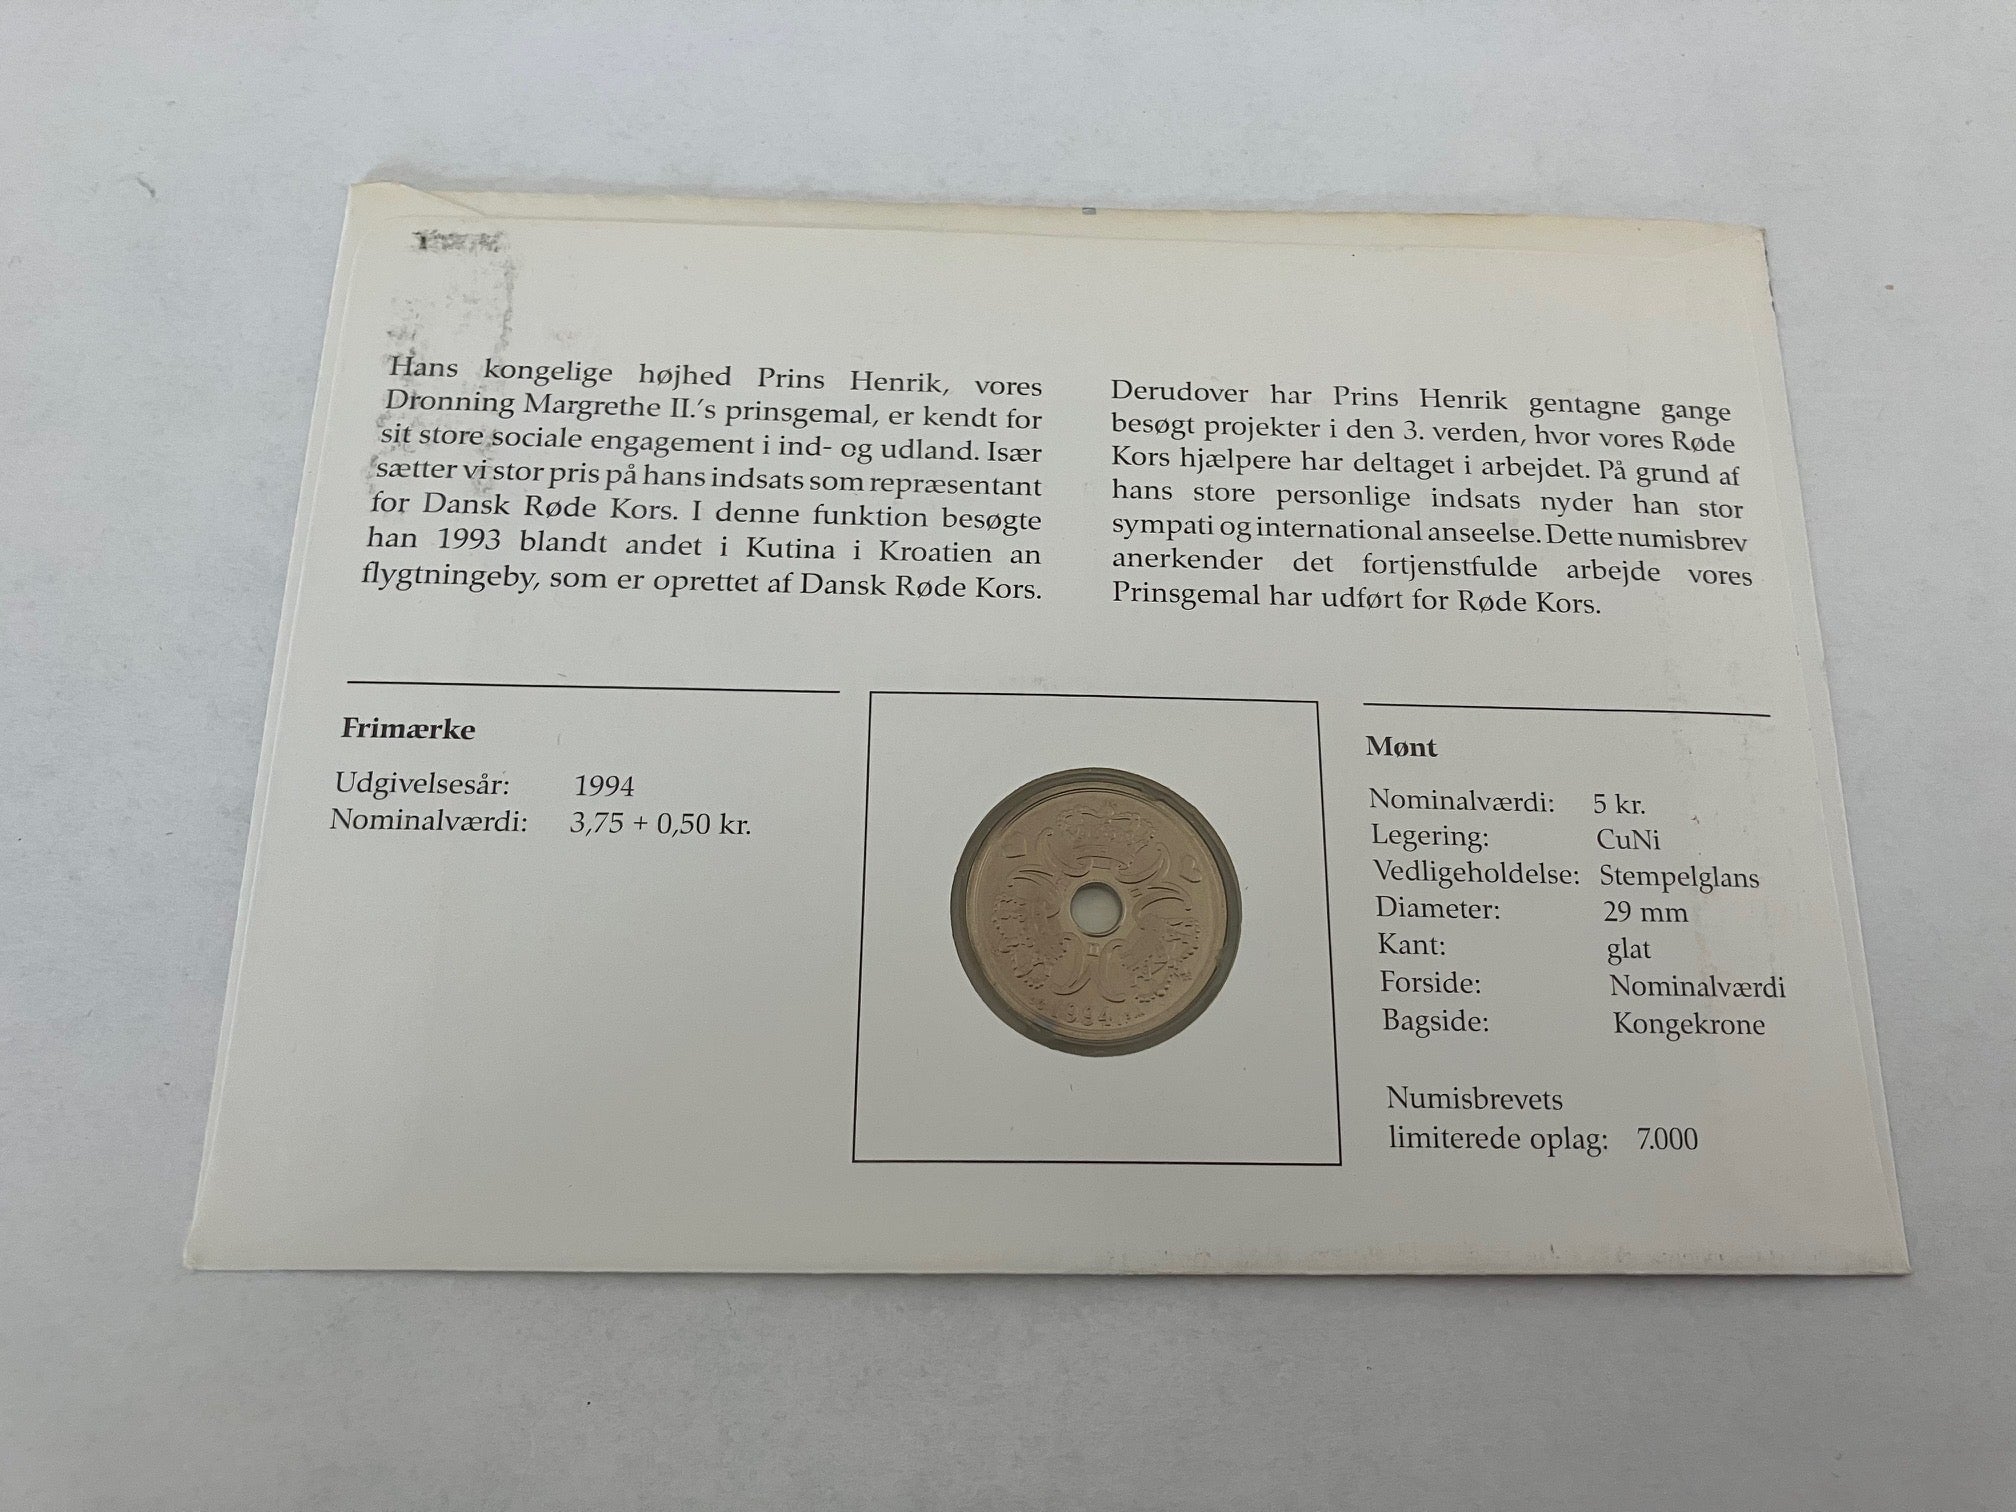 Hans kongelige højhed Prins Henrik, vores
Dronning Margrethe II.'s prinsgemal, er kendt for
sit store sociale engagement i ind- og udland. Især
sætter vi stor pris på hans indsats som repræsentant
for Dansk Røde Kors. I denne funktion besøgte
han 1993 blandt andet i Kutina i Kroatien an
flygtningeby, som er oprettet af Dansk Røde Kors.
Derudover har Prins Henrik gentagne gange
besøgt projekter i den 3. verden, hvor vores Røde
Kors hjælpere har deltaget i arbejdet. På grund af
hans store personlige indsats nyder han stor
sympati og international anseelse. Dette numisbrev
anerkender det fortjenstfulde arbejde vores
Prinsgemal har udført for Røde Kors.
Frimærke
Udgivelsesår: 1994
Nominalværdi: 3,75 + 0,50 kr.
1994
Mønt
Nominalværdi: 5 kr.
Legering: CuNi
Vedligeholdelse: Stempelglans
Diameter: 29 mm
Kant: glat
Forside: Nominalværdi
Bagside: Kongekrone
Numisbrevets
limiterede oplag: 7.000